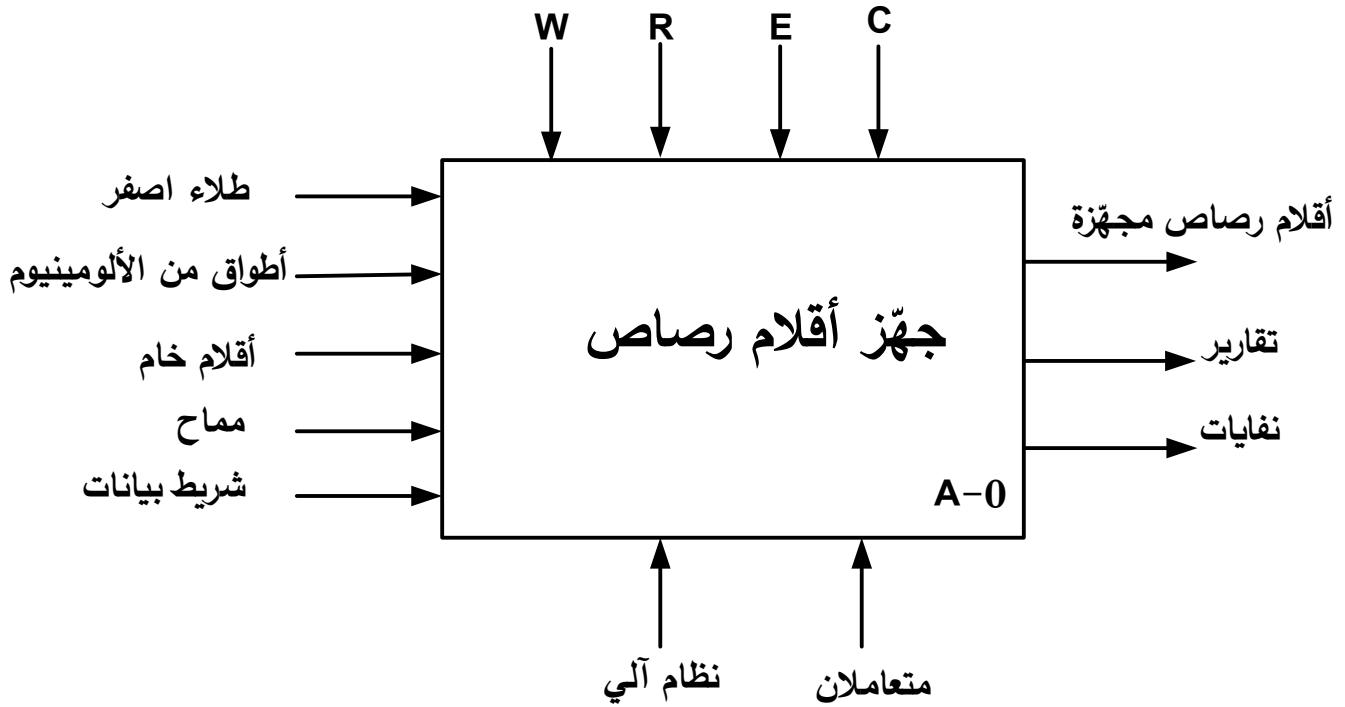 W R E C
طلاء اصفر
أطواق من الألومينيوم
أقلام خام
مماح
شريط بيانات
جهّز أقلام رصاص
A-0
أقلام رصاص مجهّزة
تقارير
نفايات
نظام آلي
متعاملان